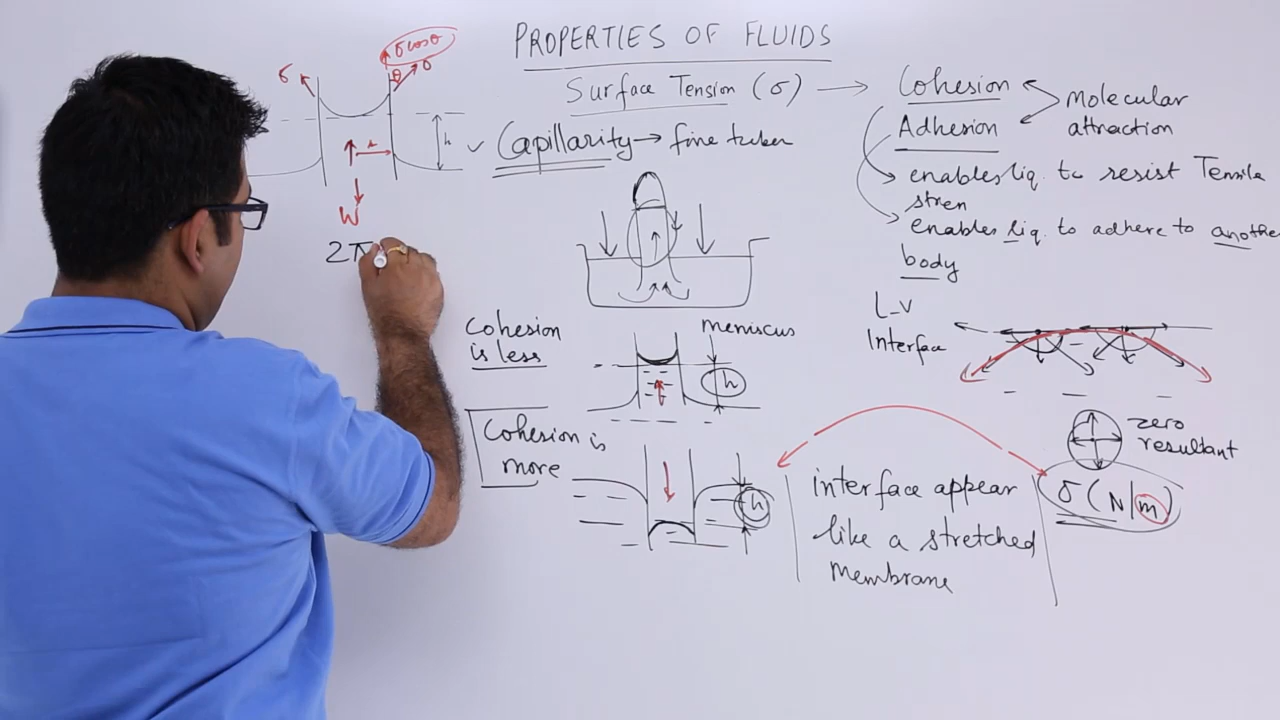 PROPERTIES OF FLUIDS
Surface Tension (σ) →
Cohesion
Adhesion
Molecular
attraction
enables liq. to resist Tensile
stren
enables liq. to adhere to another
body
✓ Capillarity → fine tubes
σ
σ cos θ
θ
σ
h
r
W
2π
Cohesion
is less
meniscus
h
Cohesion is
more
h
L-V
Interface
zero
resultant
σ (N/m)
interface appear
like a stretched
membrane